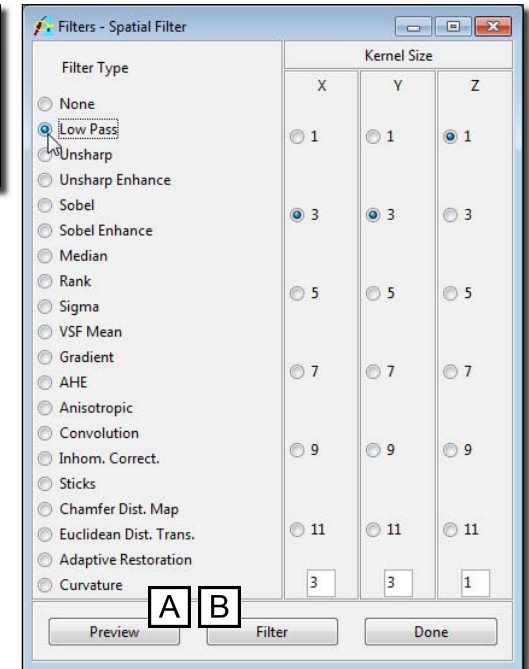 Filters - Spatial Filter
Filter Type
Kernel Size
X Y Z
None
Low Pass
Unsharp
Unsharp Enhance
Sobel
Sobel Enhance
Median
Rank
Sigma
VSF Mean
Gradient
AHE
Anisotropic
Convolution
Inhom. Correct.
Sticks
Chamfer Dist. Map
Euclidean Dist. Trans.
Adaptive Restoration
Curvature
1 1 1
3 3 3
5 5 5
7 7 7
9 9 9
11 11 11
3 3 1
A B
Preview Filter Done